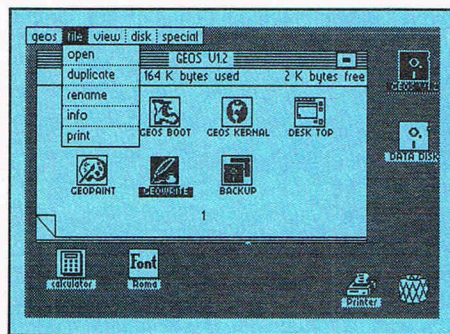 geos file view disk special
open
duplicate
rename
info
print
GEOS V1.2
164 K bytes used 2 K bytes free
GEOS BOOT GEOS KERNAL DESK TOP
GEOPAINT GEOWRITE BACKUP
1
DATA DISK
calculator
Font
Roma
Printer